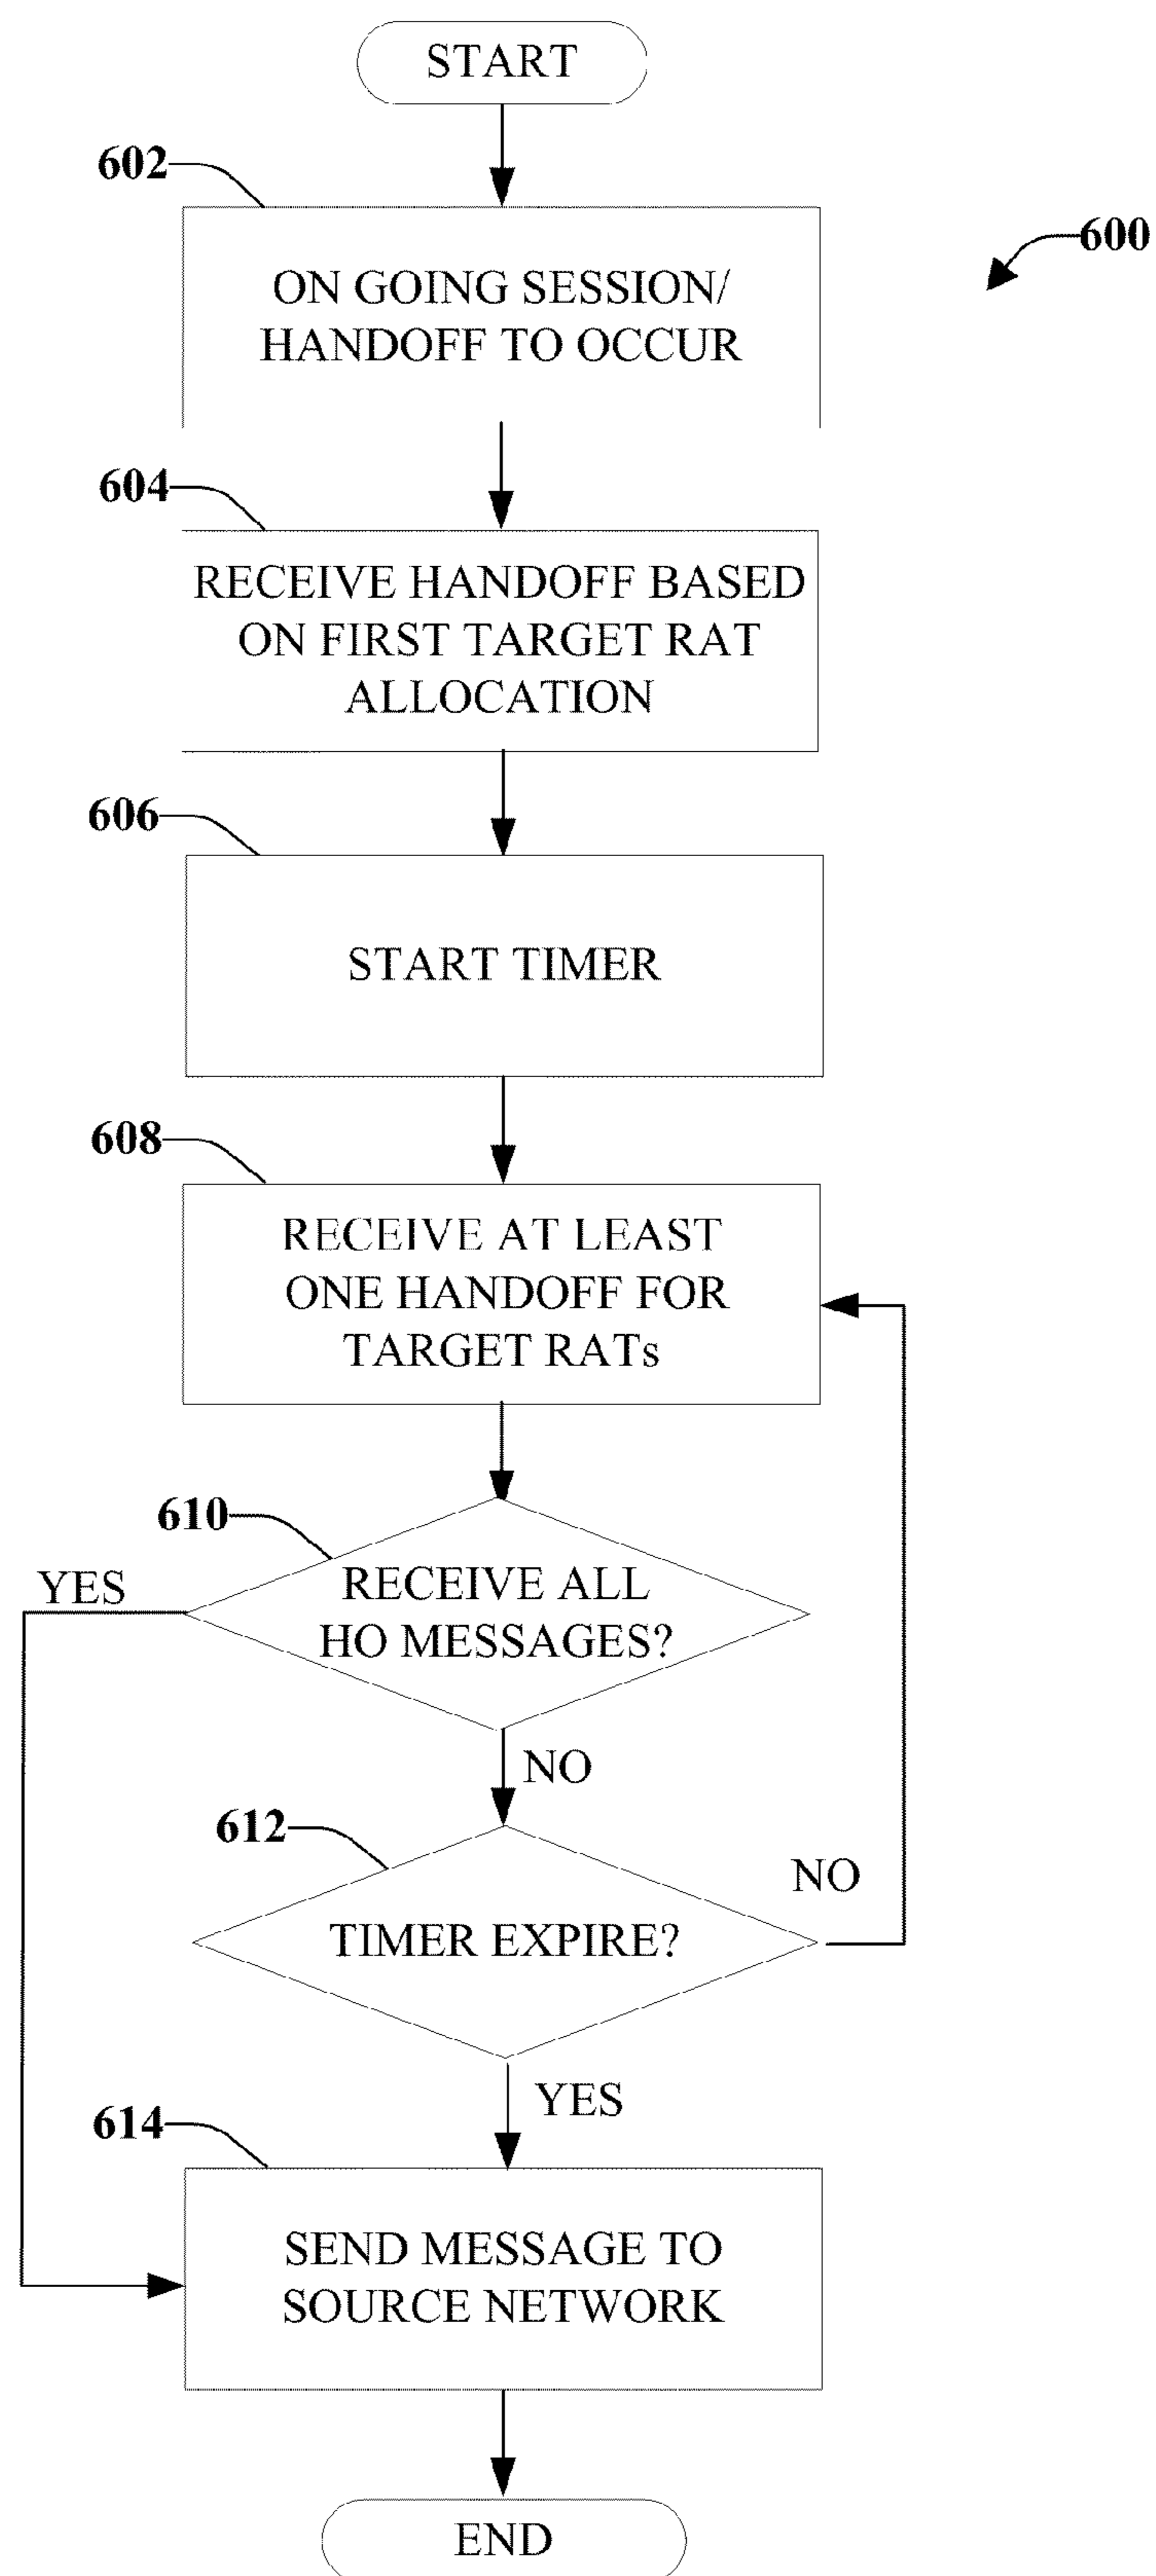 START
602
600
ON GOING SESSION/
HANDOFF TO OCCUR
604
RECEIVE HANDOFF BASED
ON FIRST TARGET RAT
ALLOCATION
606
START TIMER
608
RECEIVE AT LEAST
ONE HANDOFF FOR
TARGET RATs
610
YES
RECEIVE ALL
HO MESSAGES?
NO
612
NO
TIMER EXPIRE?
YES
614
SEND MESSAGE TO
SOURCE NETWORK
END